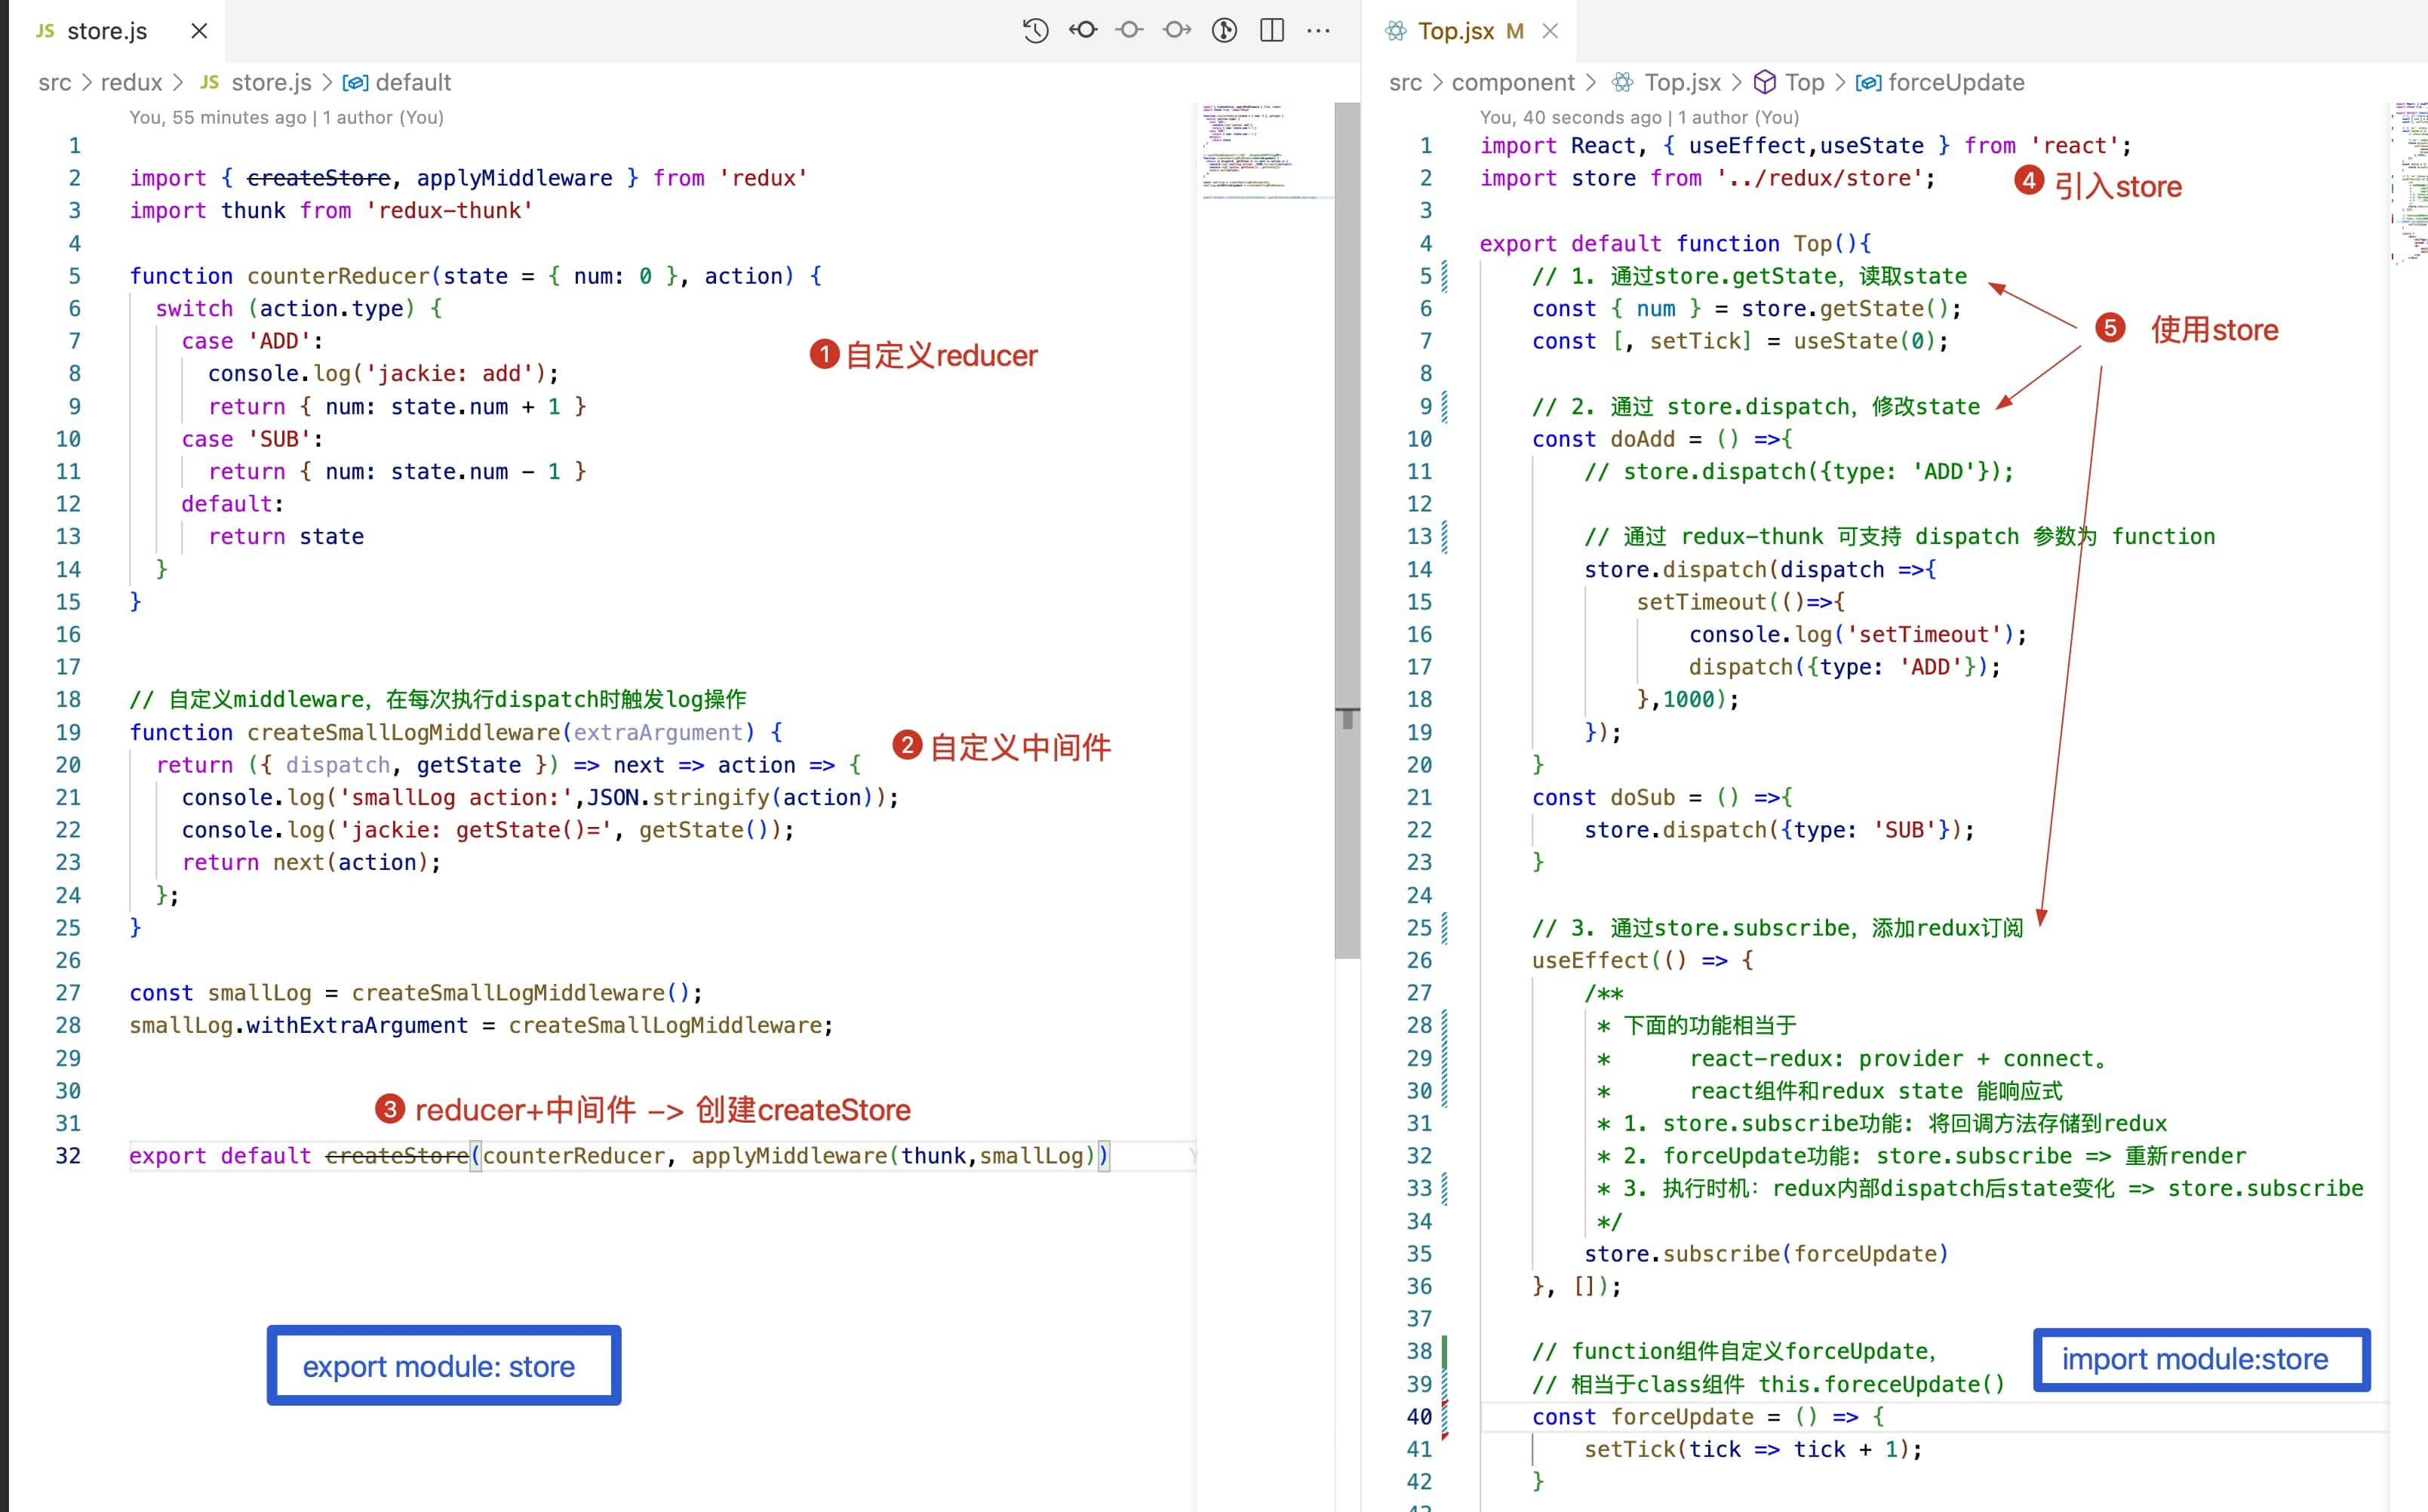 JS store.js
src > redux > JS store.js > default
You, 55 minutes ago | 1 author (You)
1
2 import { createStore, applyMiddleware } from 'redux'
3 import thunk from 'redux-thunk'
4
5 function counterReducer(state = { num: 0 }, action) {
6 switch (action.type) {
7 case 'ADD':
8 console.log('jackie: add');
9 return { num: state.num + 1 }
10 case 'SUB':
11 return { num: state.num - 1 }
12 default:
13 return state
14 }
15 }
16
17
18 // 自定义middleware，在每次执行dispatch时触发log操作
19 function createSmallLogMiddleware(extraArgument) {
20 return ({ dispatch, getState }) => next => action => {
21 console.log('smallLog action:',JSON.stringify(action));
22 console.log('jackie: getState()=', getState());
23 return next(action);
24 };
25 }
26
27 const smallLog = createSmallLogMiddleware();
28 smallLog.withExtraArgument = createSmallLogMiddleware;
29
30
31
32 export default createStore(counterReducer, applyMiddleware(thunk,smallLog))
1 自定义reducer
2 自定义中间件
3 reducer+中间件 -> 创建createStore
export module: store
Top.jsx M
src > component > Top.jsx > Top > forceUpdate
You, 40 seconds ago | 1 author (You)
1 import React, { useEffect,useState } from 'react';
2 import store from '../redux/store';
3
4 export default function Top(){
5 // 1. 通过store.getState，读取state
6 const { num } = store.getState();
7 const [, setTick] = useState(0);
8
9 // 2. 通过 store.dispatch，修改state
10 const doAdd = () =>{
11 // store.dispatch({type: 'ADD'});
12
13 // 通过 redux-thunk 可支持 dispatch 参数为 function
14 store.dispatch(dispatch =>{
15 setTimeout(()=>{
16 console.log('setTimeout');
17 dispatch({type: 'ADD'});
18 },1000);
19 });
20 }
21 const doSub = () =>{
22 store.dispatch({type: 'SUB'});
23 }
24
25 // 3. 通过store.subscribe，添加redux订阅
26 useEffect(() => {
27 /**
28 * 下面的功能相当于
29 * react-redux: provider + connect。
30 * react组件和redux state 能响应式
31 * 1. store.subscribe功能: 将回调方法存储到redux
32 * 2. forceUpdate功能: store.subscribe => 重新render
33 * 3. 执行时机: redux内部dispatch后state变化 => store.subscribe
34 */
35 store.subscribe(forceUpdate)
36 }, []);
37
38 // function组件自定义forceUpdate，
39 // 相当于class组件 this.foreceUpdate()
40 const forceUpdate = () => {
41 setTick(tick => tick + 1);
42 }
4 引入store
5 使用store
import module:store